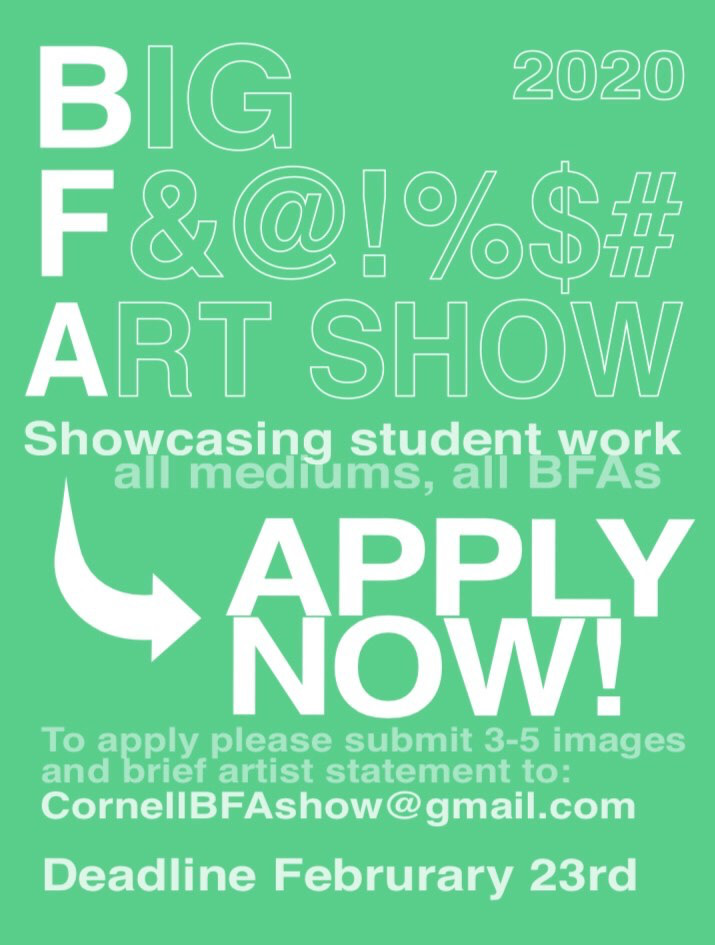 BIG 2020
F&@!%$#
ART SHOW
Showcasing student work
all mediums, all BFAs
APPLY
NOW!
To apply please submit 3-5 images
and brief artist statement to:
CornellBFAshow@gmail.com
Deadline Februrary 23rd